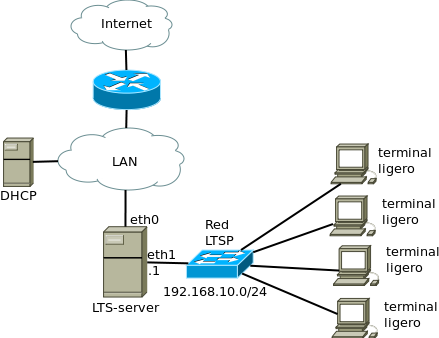 Internet
LAN
DHCP
eth0
eth1
.1
LTS-server
Red
LTSP
192.168.10.0/24
terminal
ligero
terminal
ligero
terminal
ligero
terminal
ligero